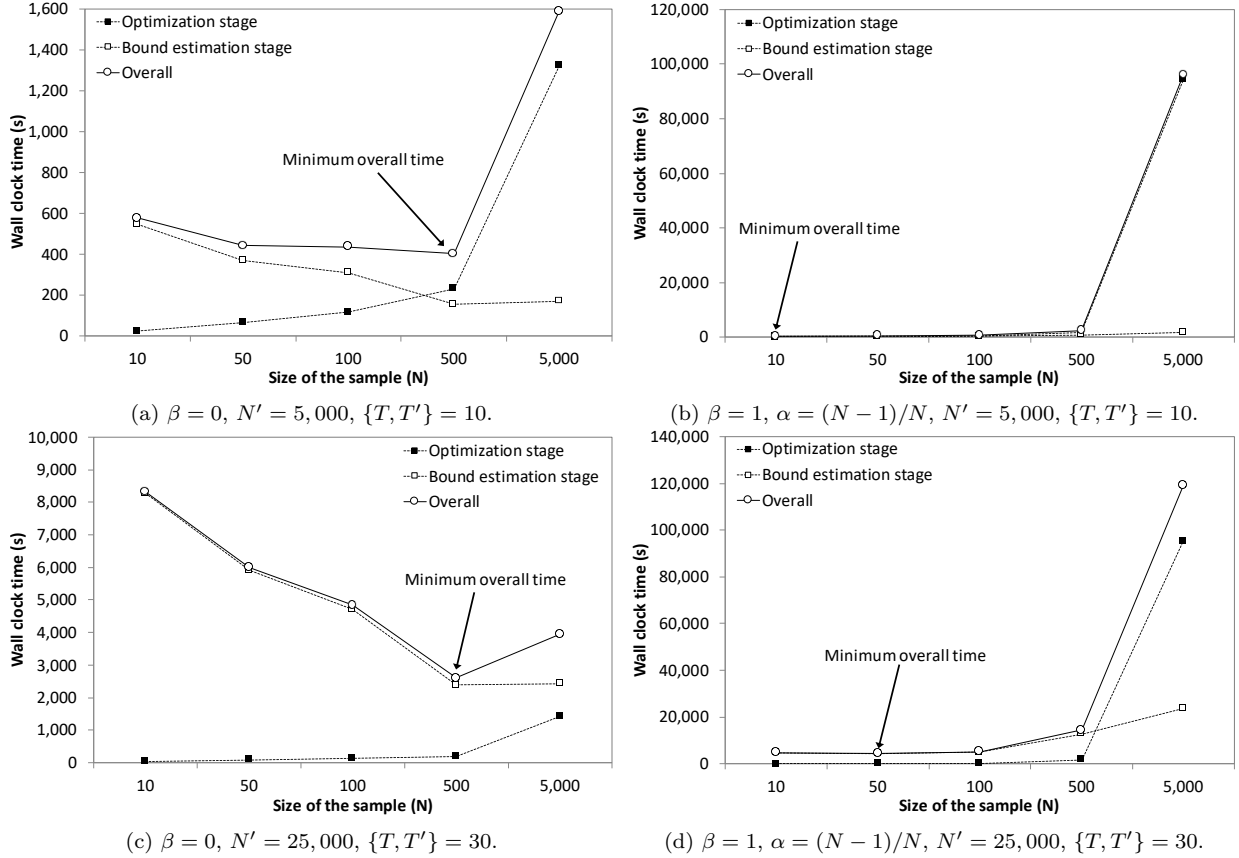 1,600
1,400
1,200
1,000
800
600
400
200
0
Wall clock time (s)
Optimization stage
Bound estimation stage
Overall
Minimum overall time
10 50 100 500 5,000
Size of the sample (N)
(a) β = 0, N′ = 5,000, {T, T′} = 10.
120,000
100,000
80,000
60,000
40,000
20,000
0
Wall clock time (s)
Optimization stage
Bound estimation stage
Overall
Minimum overall time
10 50 100 500 5,000
Size of the sample (N)
(b) β = 1, α = (N − 1)/N, N′ = 5,000, {T, T′} = 10.
10,000
9,000
8,000
7,000
6,000
5,000
4,000
3,000
2,000
1,000
0
Wall clock time (s)
Optimization stage
Bound estimation stage
Overall
Minimum overall time
10 50 100 500 5,000
Size of the sample (N)
(c) β = 0, N′ = 25,000, {T, T′} = 30.
140,000
120,000
100,000
80,000
60,000
40,000
20,000
0
Wall clock time (s)
Optimization stage
Bound estimation stage
Overall
Minimum overall time
10 50 100 500 5,000
Size of the sample (N)
(d) β = 1, α = (N − 1)/N, N′ = 25,000, {T, T′} = 30.